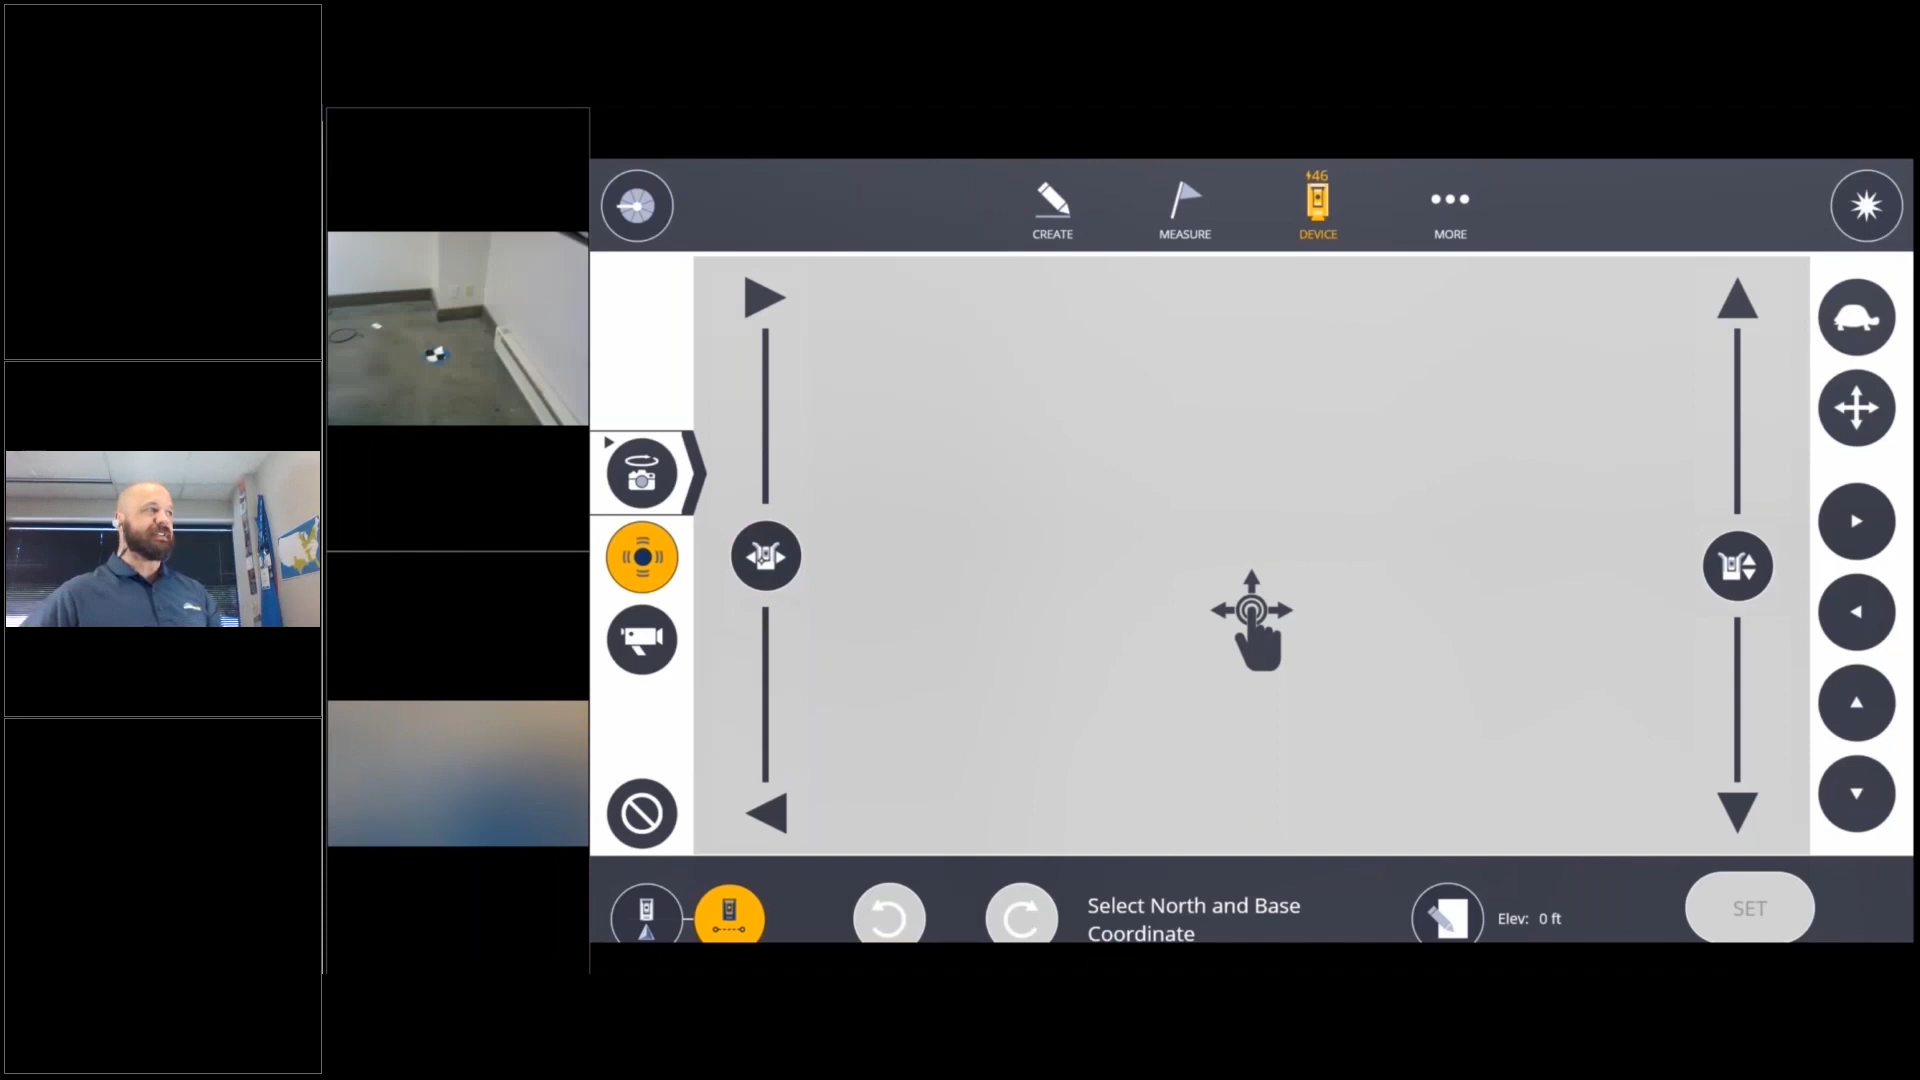 46
CREATE
MEASURE
DEVICE
MORE
Select North and Base
Coordinate
Elev: 0 ft
SET